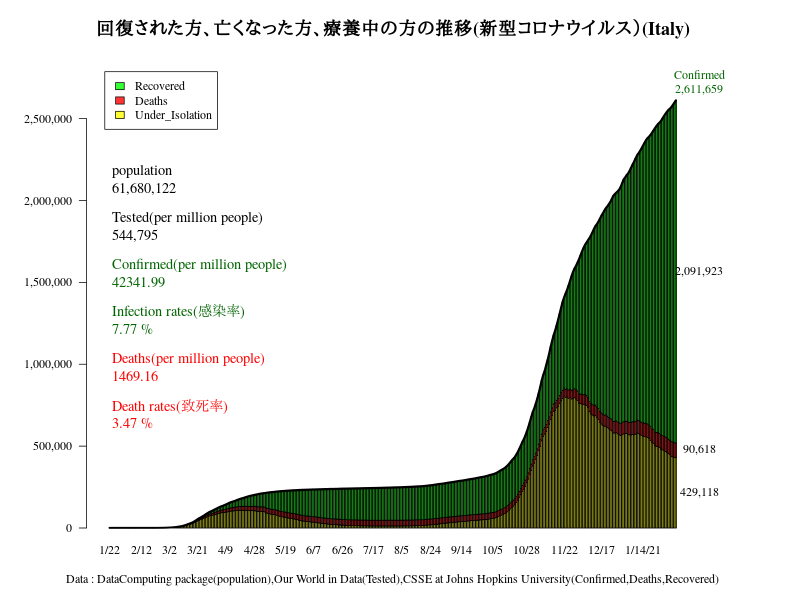 回復された方、亡くなった方、療養中の方の推移(新型コロナウイルス）(Italy)
Confirmed
2,611,659
Recovered
Deaths
Under_Isolation
population
61,680,122
Tested(per million people)
544,795
Confirmed(per million people)
42341.99
Infection rates(感染率)
7.77 %
Deaths(per million people)
1469.16
Death rates(致死率)
3.47 %
2,500,000
2,000,000
1,500,000
1,000,000
500,000
0
2,091,923
90,618
429,118
1/22 2/12 3/2 3/21 4/9 4/28 5/19 6/7 6/26 7/17 8/5 8/24 9/14 10/5 10/28 11/22 12/17 1/14/21
Data : DataComputing package(population),Our World in Data(Tested),CSSE at Johns Hopkins University(Confirmed,Deaths,Recovered)